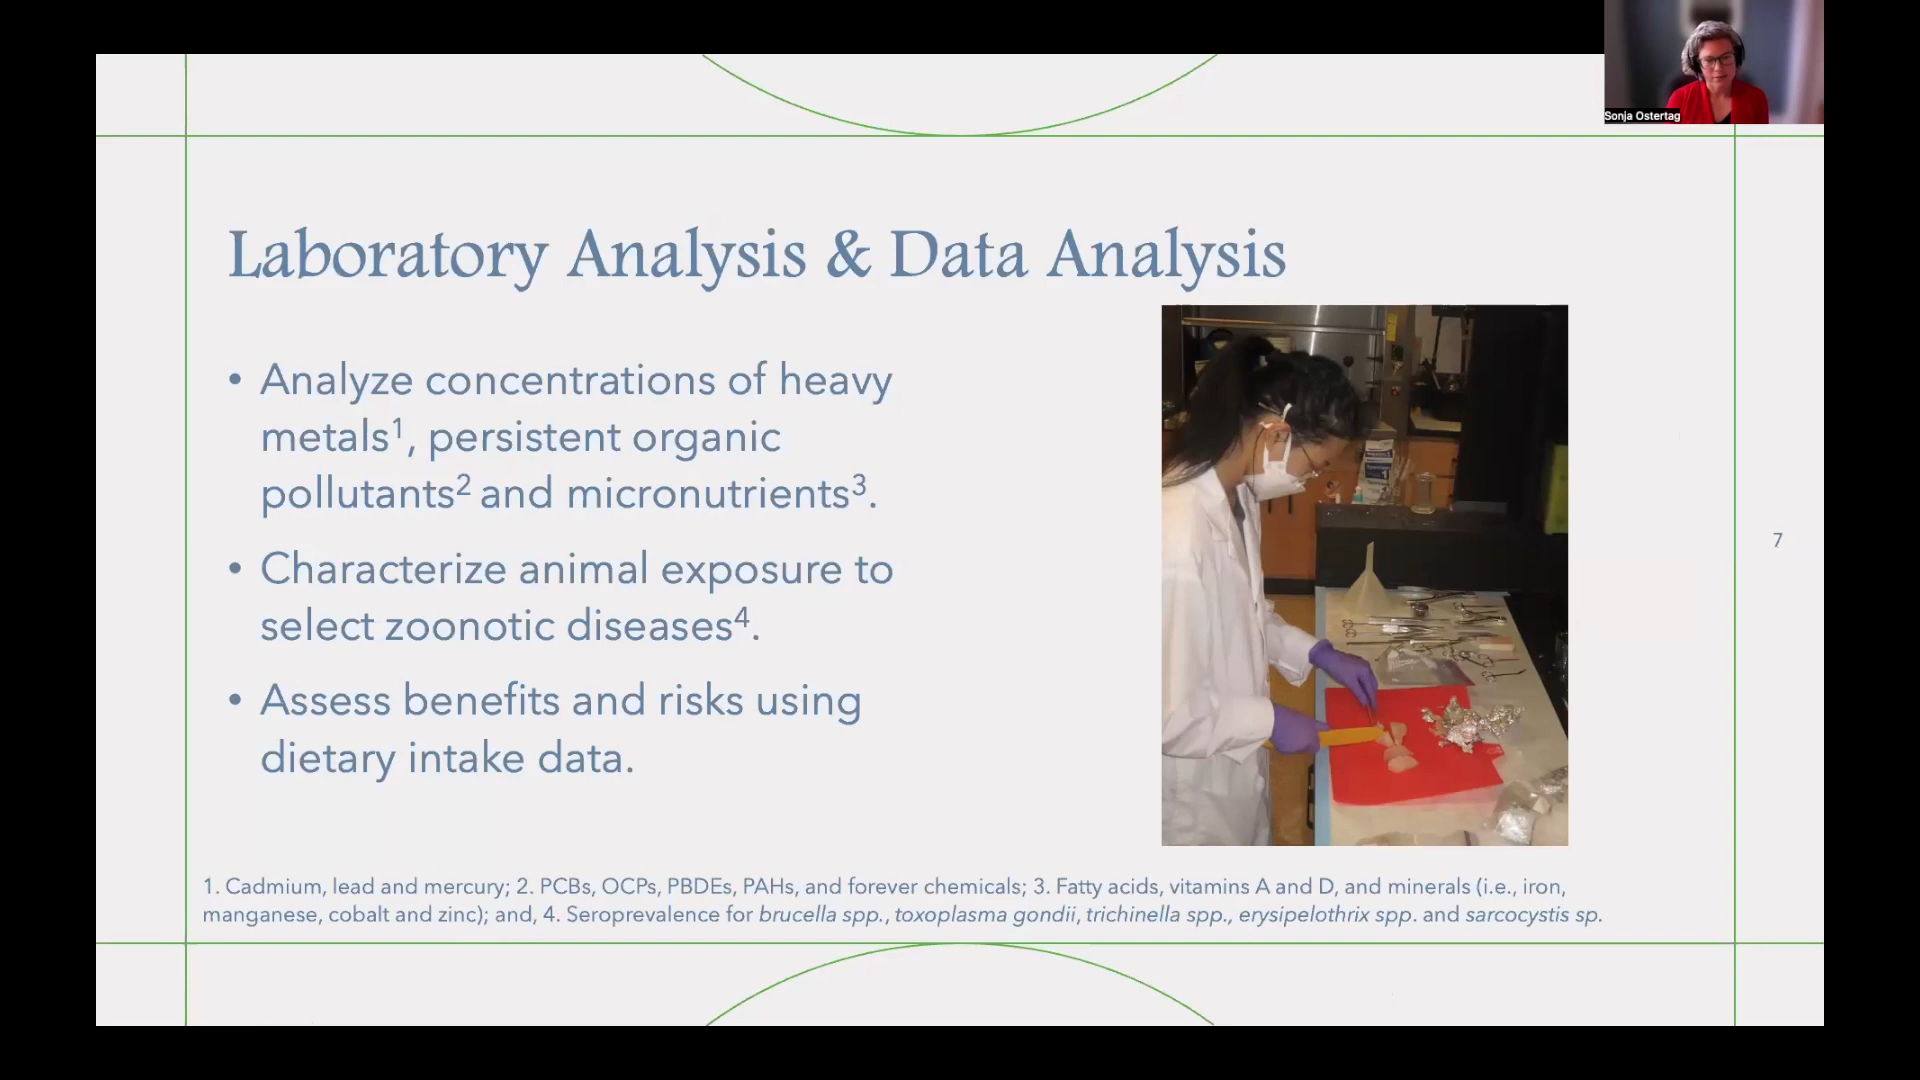 Sonja Ostertag
Laboratory Analysis & Data Analysis
• Analyze concentrations of heavy
metals¹, persistent organic
pollutants² and micronutrients³.
• Characterize animal exposure to
select zoonotic diseases⁴.
• Assess benefits and risks using
dietary intake data.
7
1. Cadmium, lead and mercury; 2. PCBs, OCPs, PBDEs, PAHs, and forever chemicals; 3. Fatty acids, vitamins A and D, and minerals (i.e., iron,
manganese, cobalt and zinc); and, 4. Seroprevalence for brucella spp., toxoplasma gondii, trichinella spp., erysipelothrix spp. and sarcocystis sp.